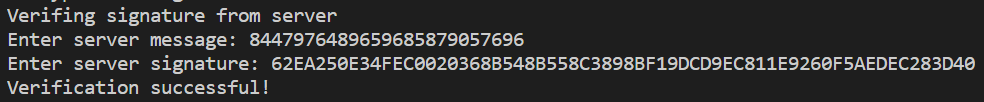 Verifing signature from server
Enter server message: 8447976489659685879057696
Enter server signature: 62EA250E34FEC0020368B548B558C3898BF19DCD9EC811E9260F5AEDEC283D40
Verification successful!